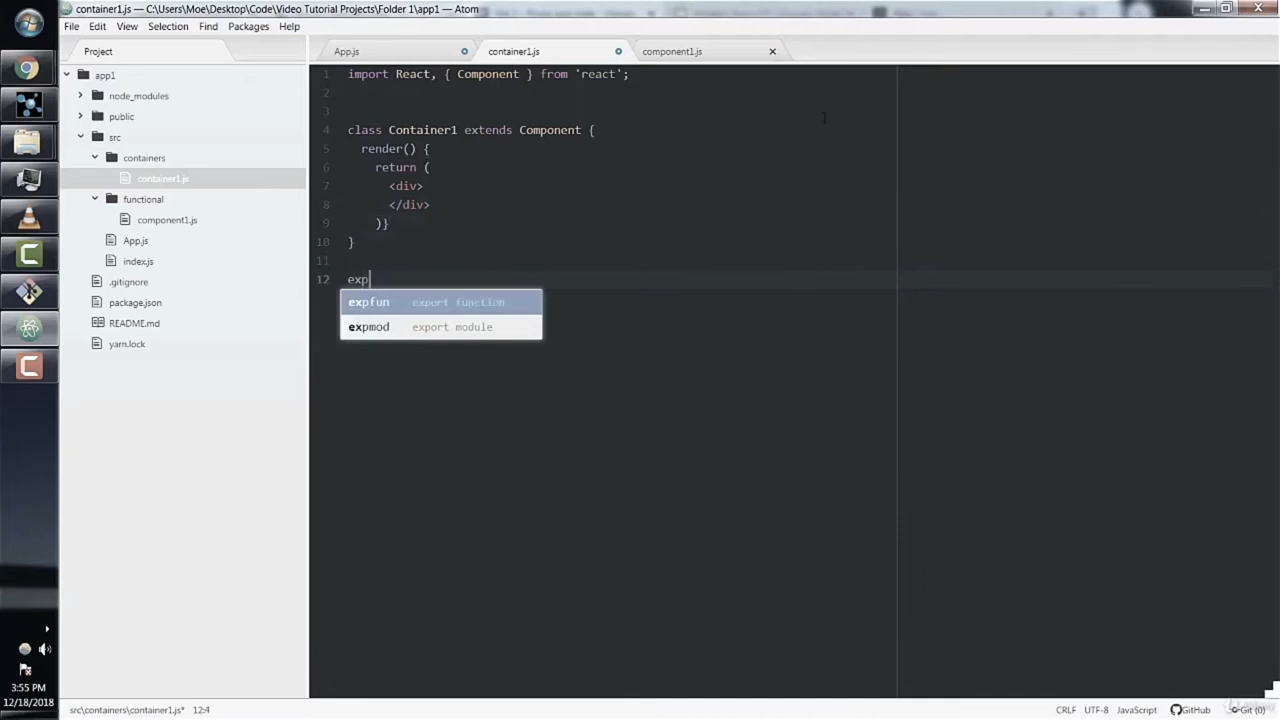 container1.js — C:\Users\Moe\Desktop\Code\Video Tutorial Projects\Folder 1\app1 — Atom
File Edit View Selection Find Packages Help
Project
App.js
container1.js
component1.js
app1
node_modules
public
src
containers
container1.js
functional
component1.js
App.js
index.js
.gitignore
package.json
README.md
yarn.lock
1 import React, { Component } from 'react';
2
3
4 class Container1 extends Component {
5 render() {
6 return (
7 <div>
8 </div>
9 )}
10 }
11
12 exp
expfun export function
expmod export module
3:55 PM
12/18/2018
src\containers\container1.js* 12:4
CRLF UTF-8 JavaScript GitHub Git (0)